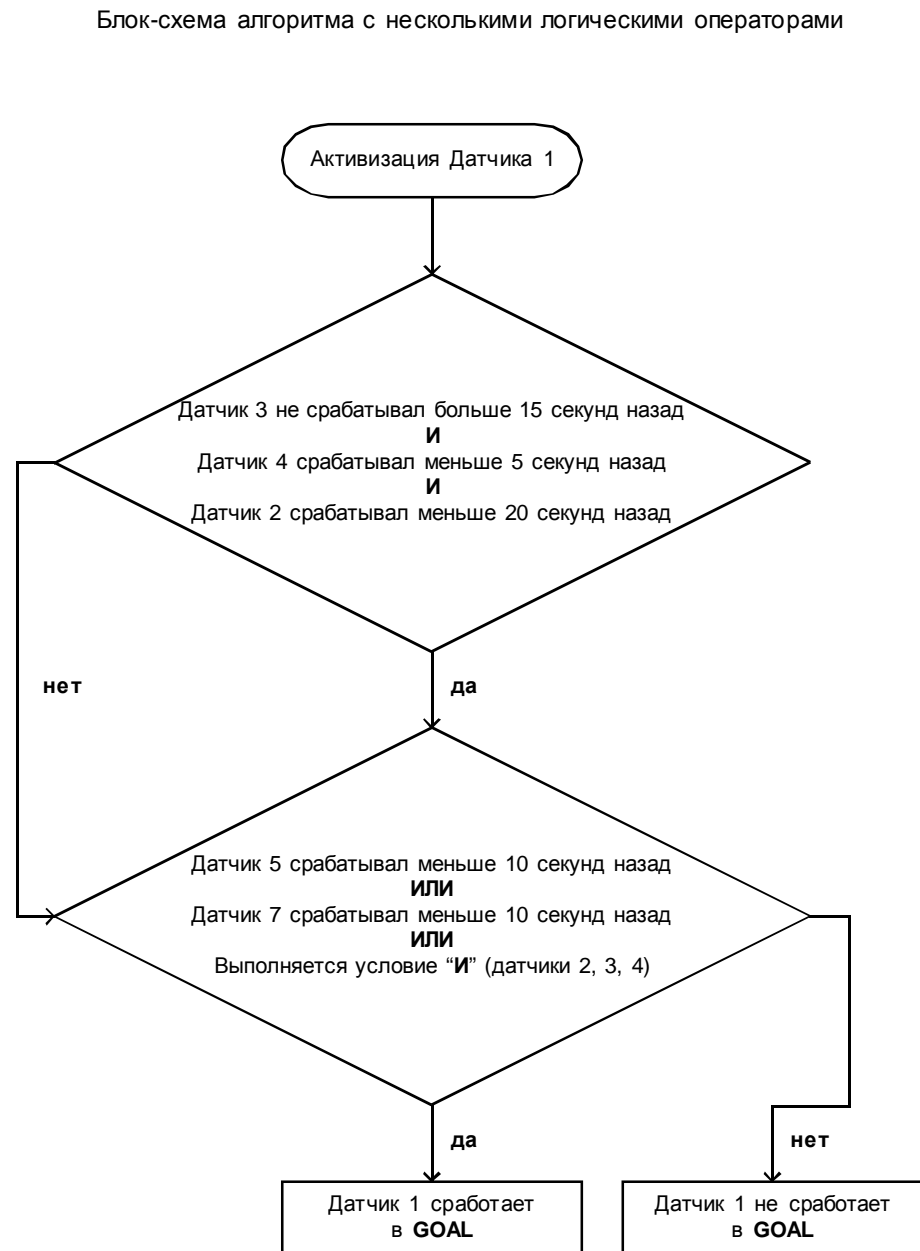 Блок-схема алгоритма с несколькими логическими операторами
Активизация Датчика 1
Датчик 3 не срабатывал больше 15 секунд назад
И
Датчик 4 срабатывал меньше 5 секунд назад
И
Датчик 2 срабатывал меньше 20 секунд назад
нет
да
Датчик 5 срабатывал меньше 10 секунд назад
ИЛИ
Датчик 7 срабатывал меньше 10 секунд назад
ИЛИ
Выполняется условие “И” (датчики 2, 3, 4)
да
нет
Датчик 1 сработает
в GOAL
Датчик 1 не сработает
в GOAL